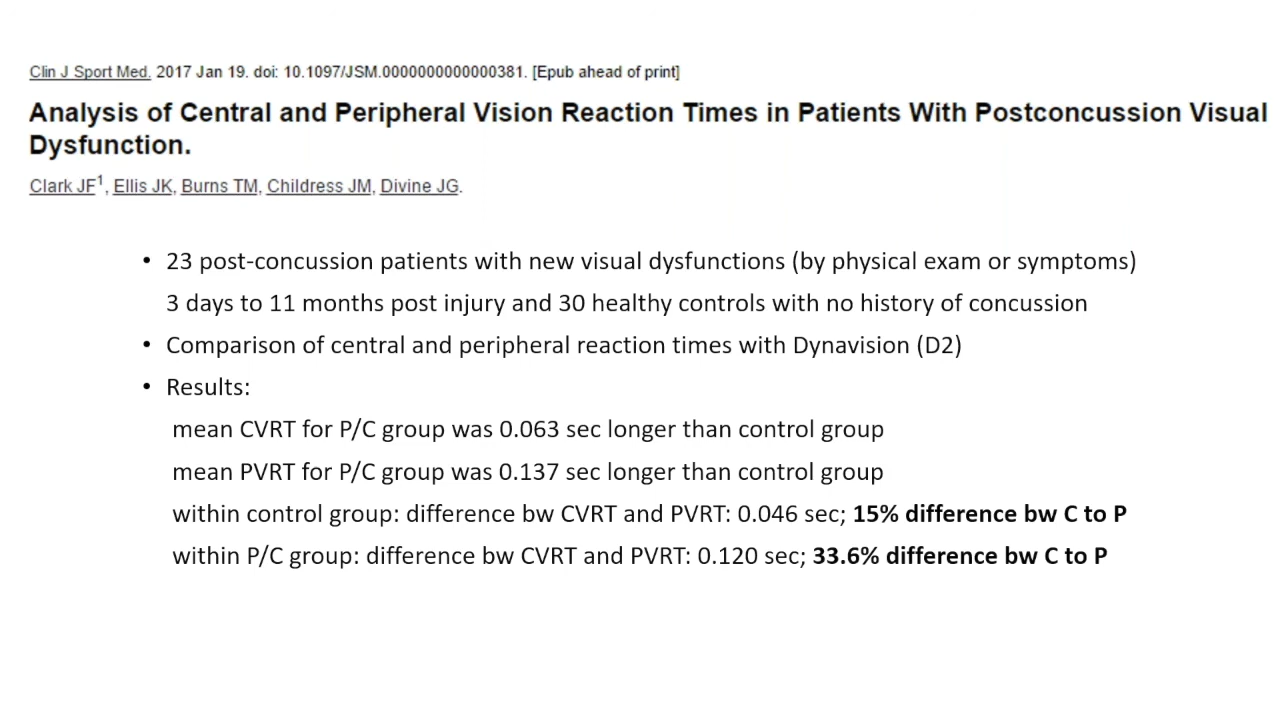 Clin J Sport Med. 2017 Jan 19. doi: 10.1097/JSM.0000000000000381. [Epub ahead of print]
Analysis of Central and Peripheral Vision Reaction Times in Patients With Postconcussion Visual
Dysfunction.
Clark JF1, Ellis JK, Burns TM, Childress JM, Divine JG.
• 23 post-concussion patients with new visual dysfunctions (by physical exam or symptoms)
3 days to 11 months post injury and 30 healthy controls with no history of concussion
• Comparison of central and peripheral reaction times with Dynavision (D2)
• Results:
mean CVRT for P/C group was 0.063 sec longer than control group
mean PVRT for P/C group was 0.137 sec longer than control group
within control group: difference bw CVRT and PVRT: 0.046 sec; 15% difference bw C to P
within P/C group: difference bw CVRT and PVRT: 0.120 sec; 33.6% difference bw C to P